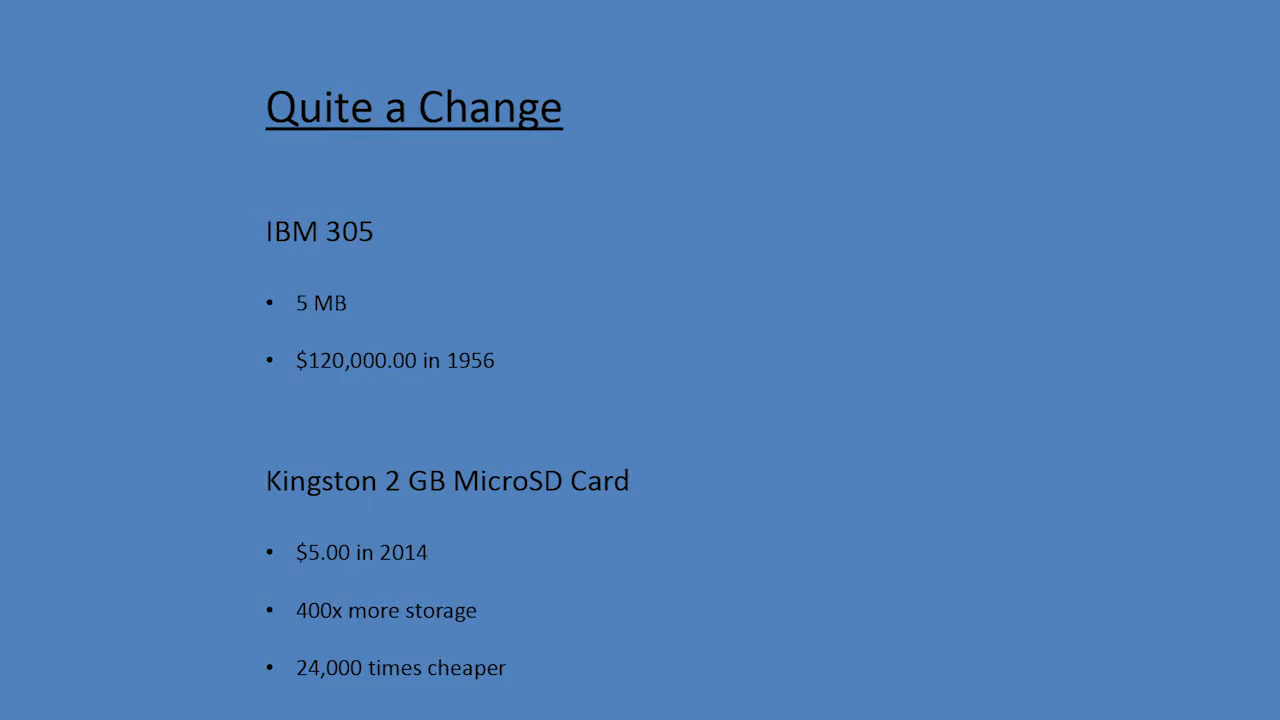 Quite a Change
IBM 305
• 5 MB
• $120,000.00 in 1956
Kingston 2 GB MicroSD Card
• $5.00 in 2014
• 400x more storage
• 24,000 times cheaper